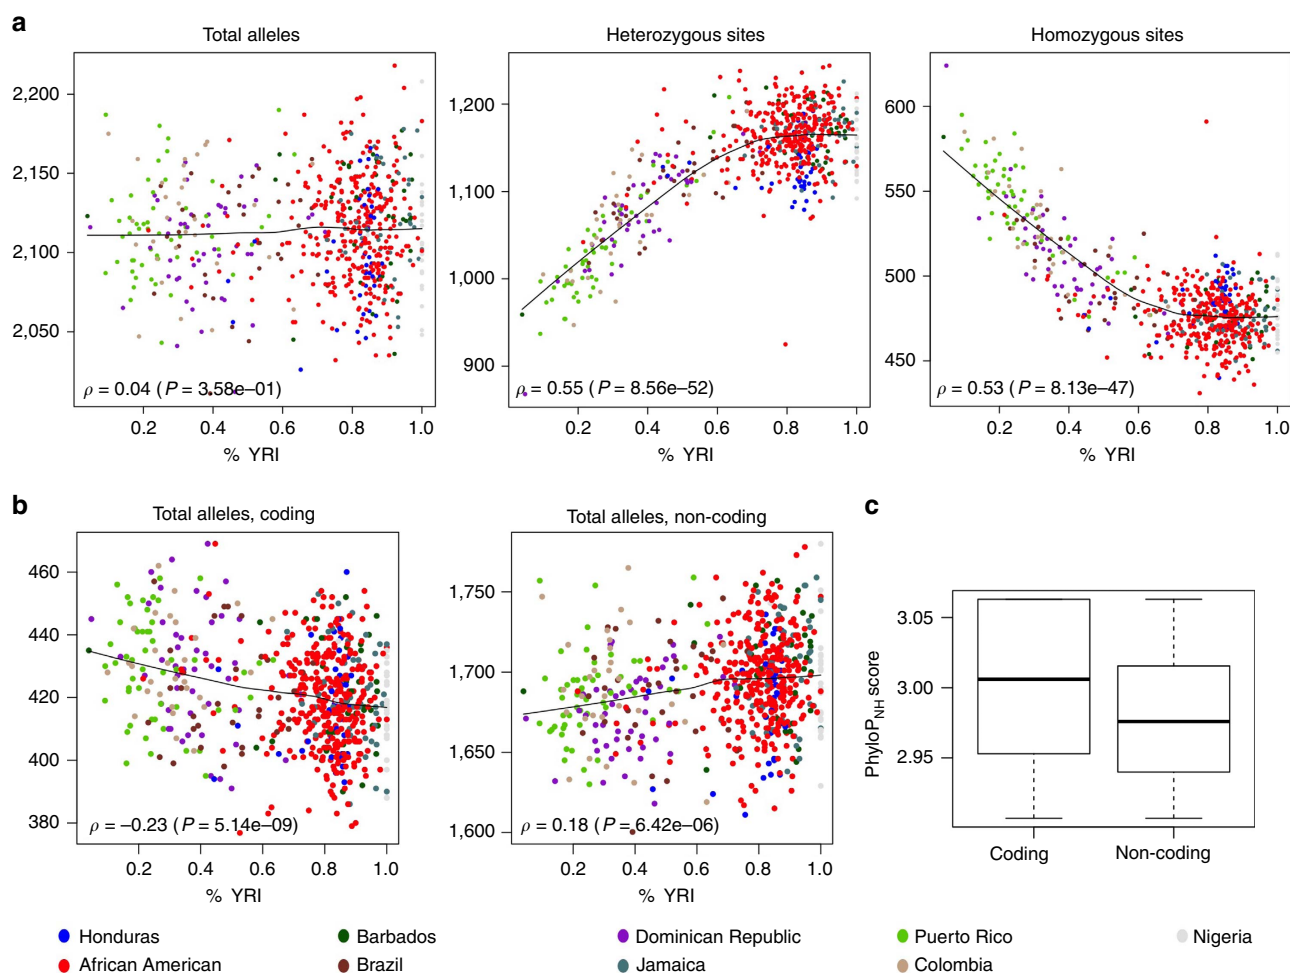 a
Total alleles
Heterozygous sites
Homozygous sites
2,200
2,150
2,100
2,050
ρ = 0.04 ( P = 3.58e–01)
0.2 0.4 0.6 0.8 1.0
% YRI
1,200
1,100
1,000
900
ρ = 0.55 ( P = 8.56e–52)
0.2 0.4 0.6 0.8 1.0
% YRI
600
550
500
450
ρ = 0.53 ( P = 8.13e–47)
0.2 0.4 0.6 0.8 1.0
% YRI
b
Total alleles, coding
Total alleles, non-coding
460
440
420
400
380
ρ = –0.23 ( P = 5.14e–09)
0.2 0.4 0.6 0.8 1.0
% YRI
1,750
1,700
1,650
1,600
ρ = 0.18 ( P = 6.42e–06)
0.2 0.4 0.6 0.8 1.0
% YRI
c
PhyloP_NH score
3.05
3.00
2.95
Coding Non-coding
Honduras Barbados Dominican Republic Puerto Rico Nigeria
African American Brazil Jamaica Colombia